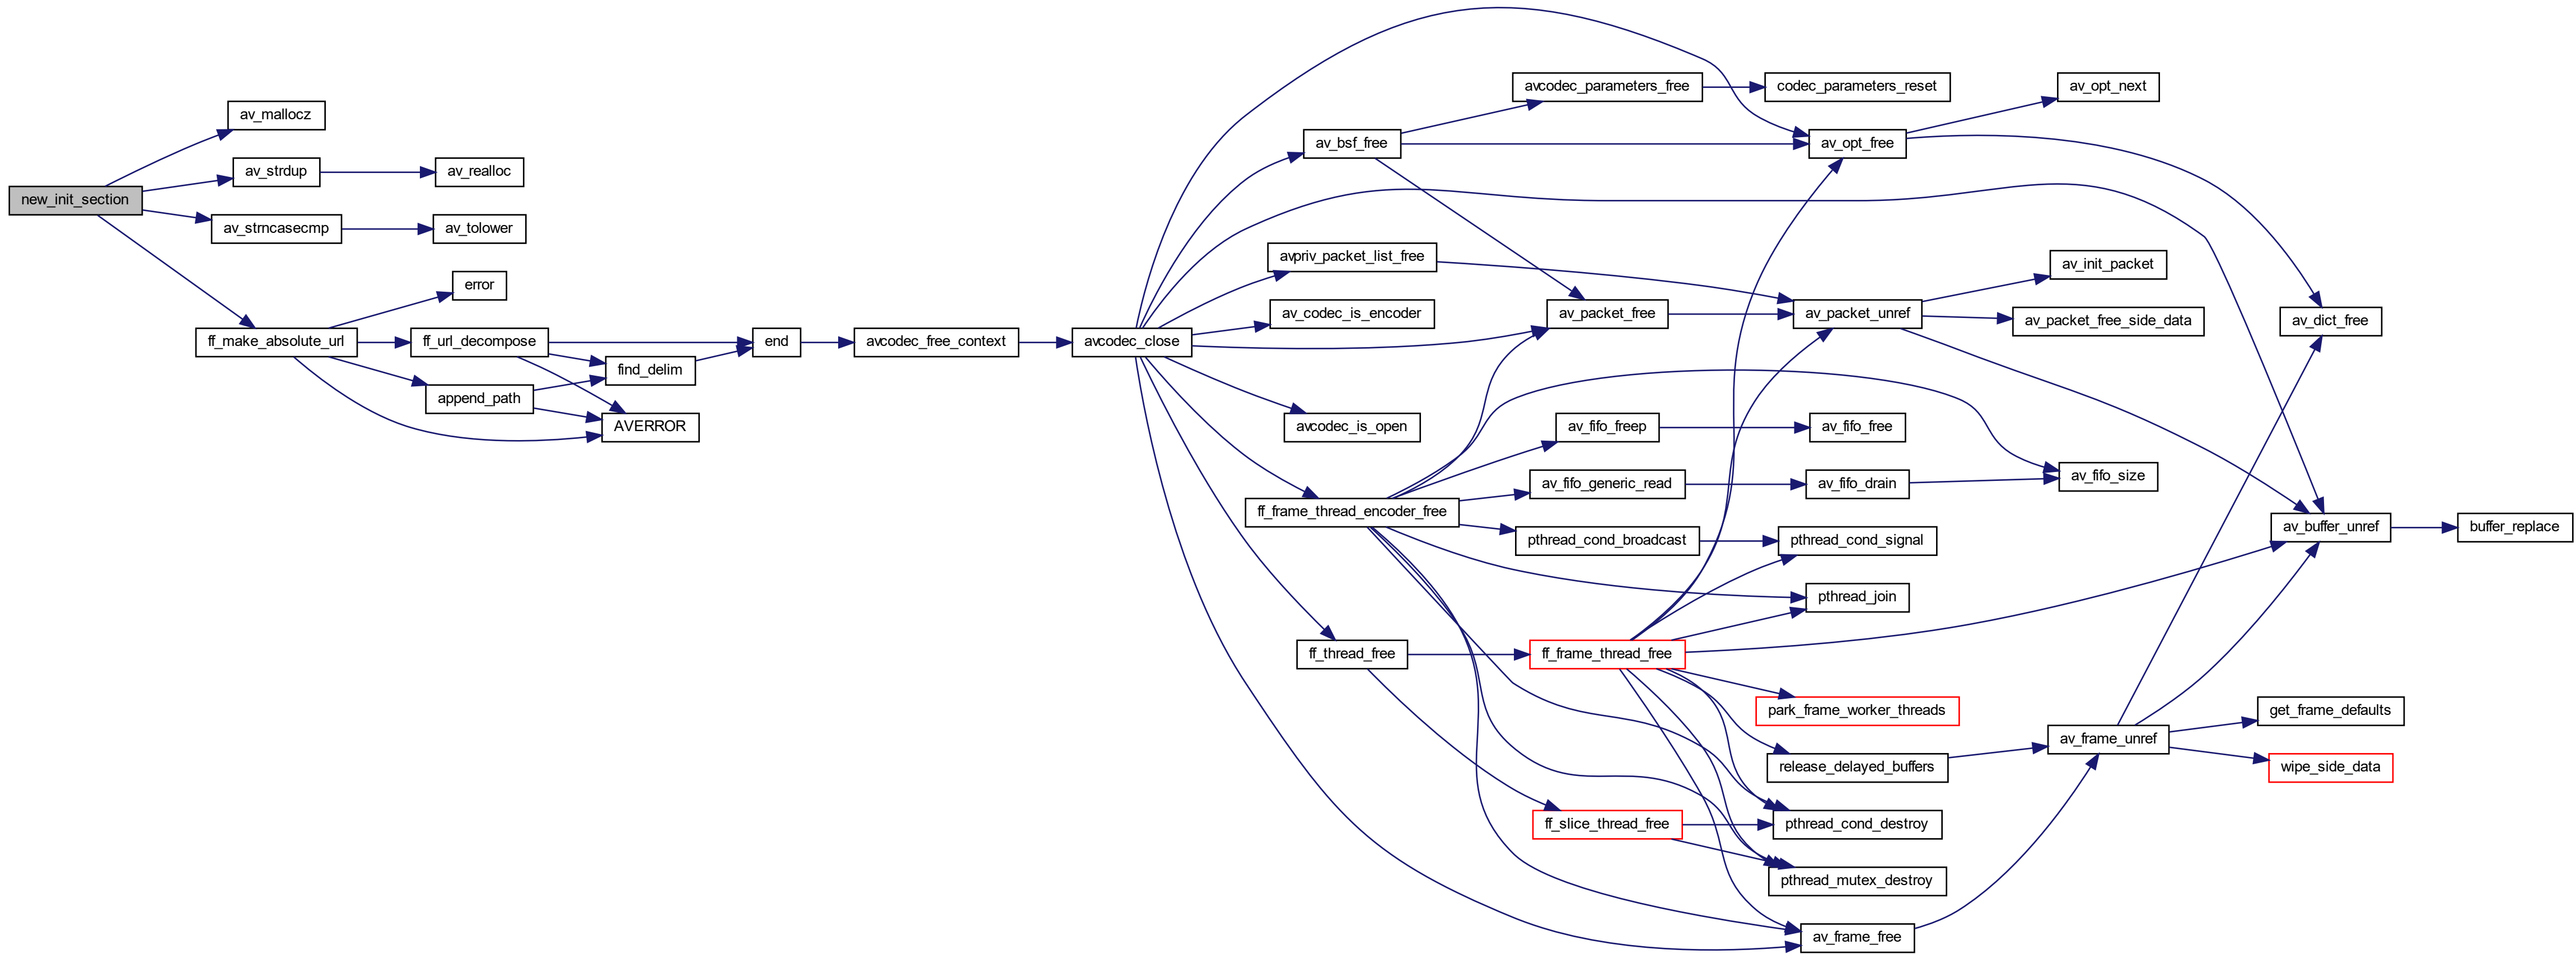 new_init_section
av_mallocz
av_strdup
av_realloc
av_strncasecmp
av_tolower
ff_make_absolute_url
error
ff_url_decompose
append_path
find_delim
AVERROR
end
avcodec_free_context
avcodec_close
av_bsf_free
avcodec_parameters_free
codec_parameters_reset
av_opt_free
av_opt_next
avpriv_packet_list_free
av_codec_is_encoder
av_packet_free
av_packet_unref
av_init_packet
av_packet_free_side_data
av_dict_free
avcodec_is_open
av_fifo_freep
av_fifo_free
av_fifo_generic_read
av_fifo_drain
av_fifo_size
ff_frame_thread_encoder_free
pthread_cond_broadcast
pthread_cond_signal
av_buffer_unref
buffer_replace
pthread_join
ff_thread_free
ff_frame_thread_free
park_frame_worker_threads
release_delayed_buffers
av_frame_unref
get_frame_defaults
wipe_side_data
ff_slice_thread_free
pthread_cond_destroy
pthread_mutex_destroy
av_frame_free